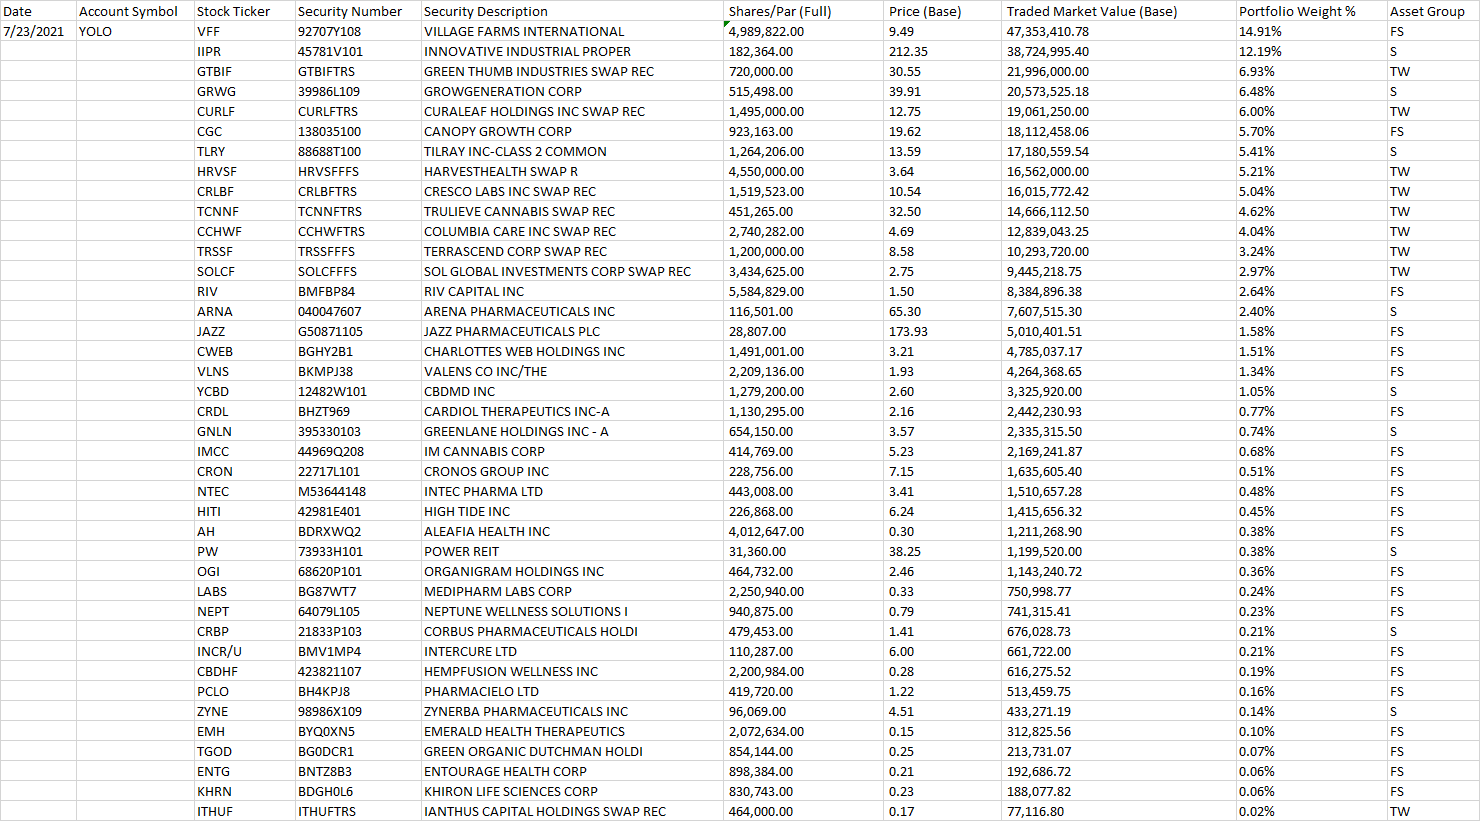 Date Account Symbol Stock Ticker Security Number Security Description Shares/Par (Full) Price (Base) Traded Market Value (Base) Portfolio Weight % Asset Group
7/23/2021 YOLO VFF 92707Y108 VILLAGE FARMS INTERNATIONAL 4,989,822.00 9.49 47,353,410.78 14.91% FS
IIPR 45781V101 INNOVATIVE INDUSTRIAL PROPER 182,364.00 212.35 38,724,995.40 12.19% S
GTBIF GTBIFTRS GREEN THUMB INDUSTRIES SWAP REC 720,000.00 30.55 21,996,000.00 6.93% TW
GRWG 39986L109 GROWGENERATION CORP 515,498.00 39.91 20,573,525.18 6.48% S
CURLF CURLFTRS CURALEAF HOLDINGS INC SWAP REC 1,495,000.00 12.75 19,061,250.00 6.00% TW
CGC 138035100 CANOPY GROWTH CORP 923,163.00 19.62 18,112,458.06 5.70% FS
TLRY 88688T100 TILRAY INC-CLASS 2 COMMON 1,264,206.00 13.59 17,180,559.54 5.41% S
HRVSF HRVSFFFS HARVESTHEALTH SWAP R 4,550,000.00 3.64 16,562,000.00 5.21% TW
CRLBF CRLBFTRS CRESCO LABS INC SWAP REC 1,519,523.00 10.54 16,015,772.42 5.04% TW
TCNNF TCNNFTRS TRULIEVE CANNABIS SWAP REC 451,265.00 32.50 14,666,112.50 4.62% TW
CCHWF CCHWFTRS COLUMBIA CARE INC SWAP REC 2,740,282.00 4.69 12,839,043.25 4.04% TW
TRSSF TRSSFFFS TERRASCEND CORP SWAP REC 1,200,000.00 8.58 10,293,720.00 3.24% TW
SOLCF SOLCFFFS SOL GLOBAL INVESTMENTS CORP SWAP REC 3,434,625.00 2.75 9,445,218.75 2.97% TW
RIV BMFBP84 RIV CAPITAL INC 5,584,829.00 1.50 8,384,896.38 2.64% FS
ARNA 040047607 ARENA PHARMACEUTICALS INC 116,501.00 65.30 7,607,515.30 2.40% S
JAZZ G50871105 JAZZ PHARMACEUTICALS PLC 28,807.00 173.93 5,010,401.51 1.58% FS
CWEB BGHY2B1 CHARLOTTES WEB HOLDINGS INC 1,491,001.00 3.21 4,785,037.17 1.51% FS
VLNS BKMPJ38 VALENS CO INC/THE 2,209,136.00 1.93 4,264,368.65 1.34% FS
YCBD 12482W101 CBDMD INC 1,279,200.00 2.60 3,325,920.00 1.05% S
CRDL BHZT969 CARDIOL THERAPEUTICS INC-A 1,130,295.00 2.16 2,442,230.93 0.77% FS
GNLN 395330103 GREENLANE HOLDINGS INC - A 654,150.00 3.57 2,335,315.50 0.74% S
IMCC 44969Q208 IM CANNABIS CORP 414,769.00 5.23 2,169,241.87 0.68% FS
CRON 22717L101 CRONOS GROUP INC 228,756.00 7.15 1,635,605.40 0.51% FS
NTEC M53644148 INTEC PHARMA LTD 443,008.00 3.41 1,510,657.28 0.48% FS
HITI 42981E401 HIGH TIDE INC 226,868.00 6.24 1,415,656.32 0.45% FS
AH BDRXWQ2 ALEAFIA HEALTH INC 4,012,647.00 0.30 1,211,268.90 0.38% FS
PW 73933H101 POWER REIT 31,360.00 38.25 1,199,520.00 0.38% S
OGI 68620P101 ORGANIGRAM HOLDINGS INC 464,732.00 2.46 1,143,240.72 0.36% FS
LABS BG87WT7 MEDIPHARM LABS CORP 2,250,940.00 0.33 750,998.77 0.24% FS
NEPT 64079L105 NEPTUNE WELLNESS SOLUTIONS I 940,875.00 0.79 741,315.41 0.23% FS
CRBP 21833P103 CORBUS PHARMACEUTICALS HOLDI 479,453.00 1.41 676,028.73 0.21% S
INCR/U BMV1MP4 INTERCURE LTD 110,287.00 6.00 661,722.00 0.21% FS
CBDHF 423821107 HEMPFUSION WELLNESS INC 2,200,984.00 0.28 616,275.52 0.19% FS
PCLO BH4KPJ8 PHARMACIELO LTD 419,720.00 1.22 513,459.75 0.16% FS
ZYNE 98986X109 ZYNERBA PHARMACEUTICALS INC 96,069.00 4.51 433,271.19 0.14% S
EMH BYQ0XN5 EMERALD HEALTH THERAPEUTICS 2,072,634.00 0.15 312,825.56 0.10% FS
TGOD BG0DCR1 GREEN ORGANIC DUTCHMAN HOLDI 854,144.00 0.25 213,731.07 0.07% FS
ENTG BNTZ8B3 ENTOURAGE HEALTH CORP 898,384.00 0.21 192,686.72 0.06% FS
KHRN BDGH0L6 KHIRON LIFE SCIENCES CORP 830,743.00 0.23 188,077.82 0.06% FS
ITHUF ITHUFTRS IANTHUS CAPITAL HOLDINGS SWAP REC 464,000.00 0.17 77,116.80 0.02% TW